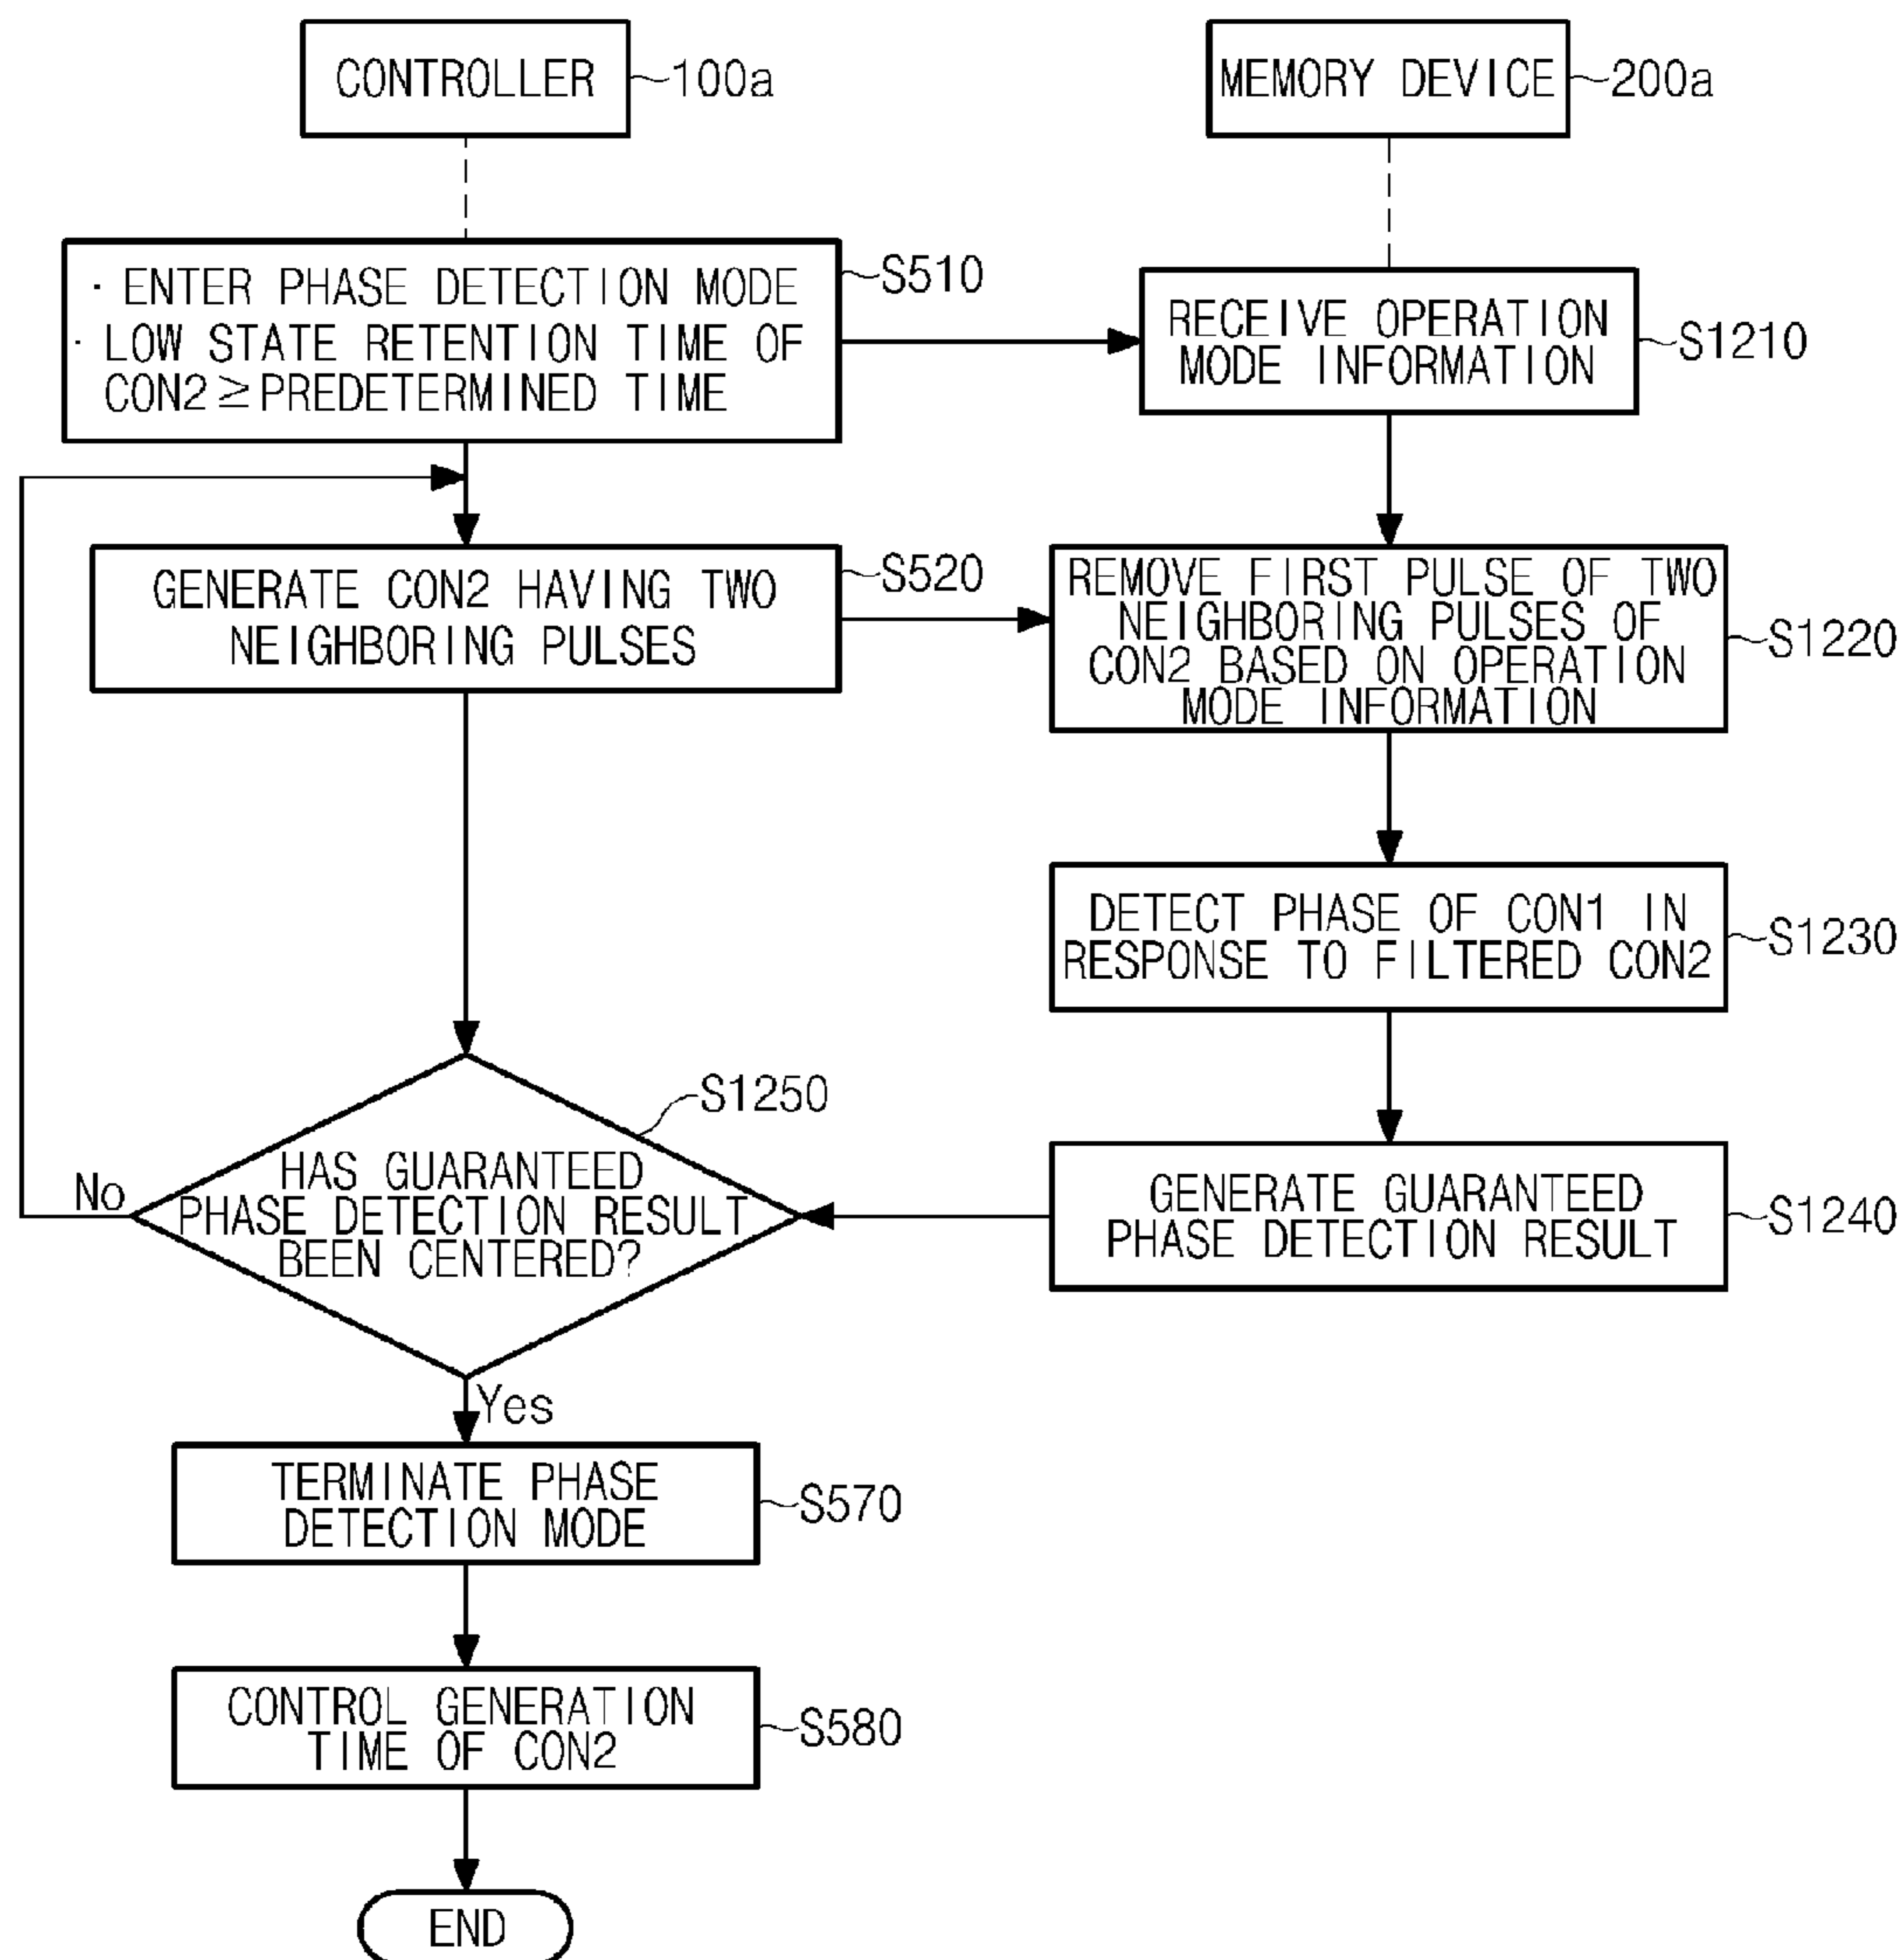 CONTROLLER
100a
MEMORY DEVICE
200a
· ENTER PHASE DETECTION MODE
· LOW STATE RETENTION TIME OF
CON2 ≥ PREDETERMINED TIME
S510
RECEIVE OPERATION
MODE INFORMATION
S1210
GENERATE CON2 HAVING TWO
NEIGHBORING PULSES
S520
REMOVE FIRST PULSE OF TWO
NEIGHBORING PULSES OF
CON2 BASED ON OPERATION
MODE INFORMATION
S1220
DETECT PHASE OF CON1 IN
RESPONSE TO FILTERED CON2
S1230
S1250
HAS GUARANTEED
PHASE DETECTION RESULT
BEEN CENTERED?
No
GENERATE GUARANTEED
PHASE DETECTION RESULT
S1240
Yes
TERMINATE PHASE
DETECTION MODE
S570
CONTROL GENERATION
TIME OF CON2
S580
END